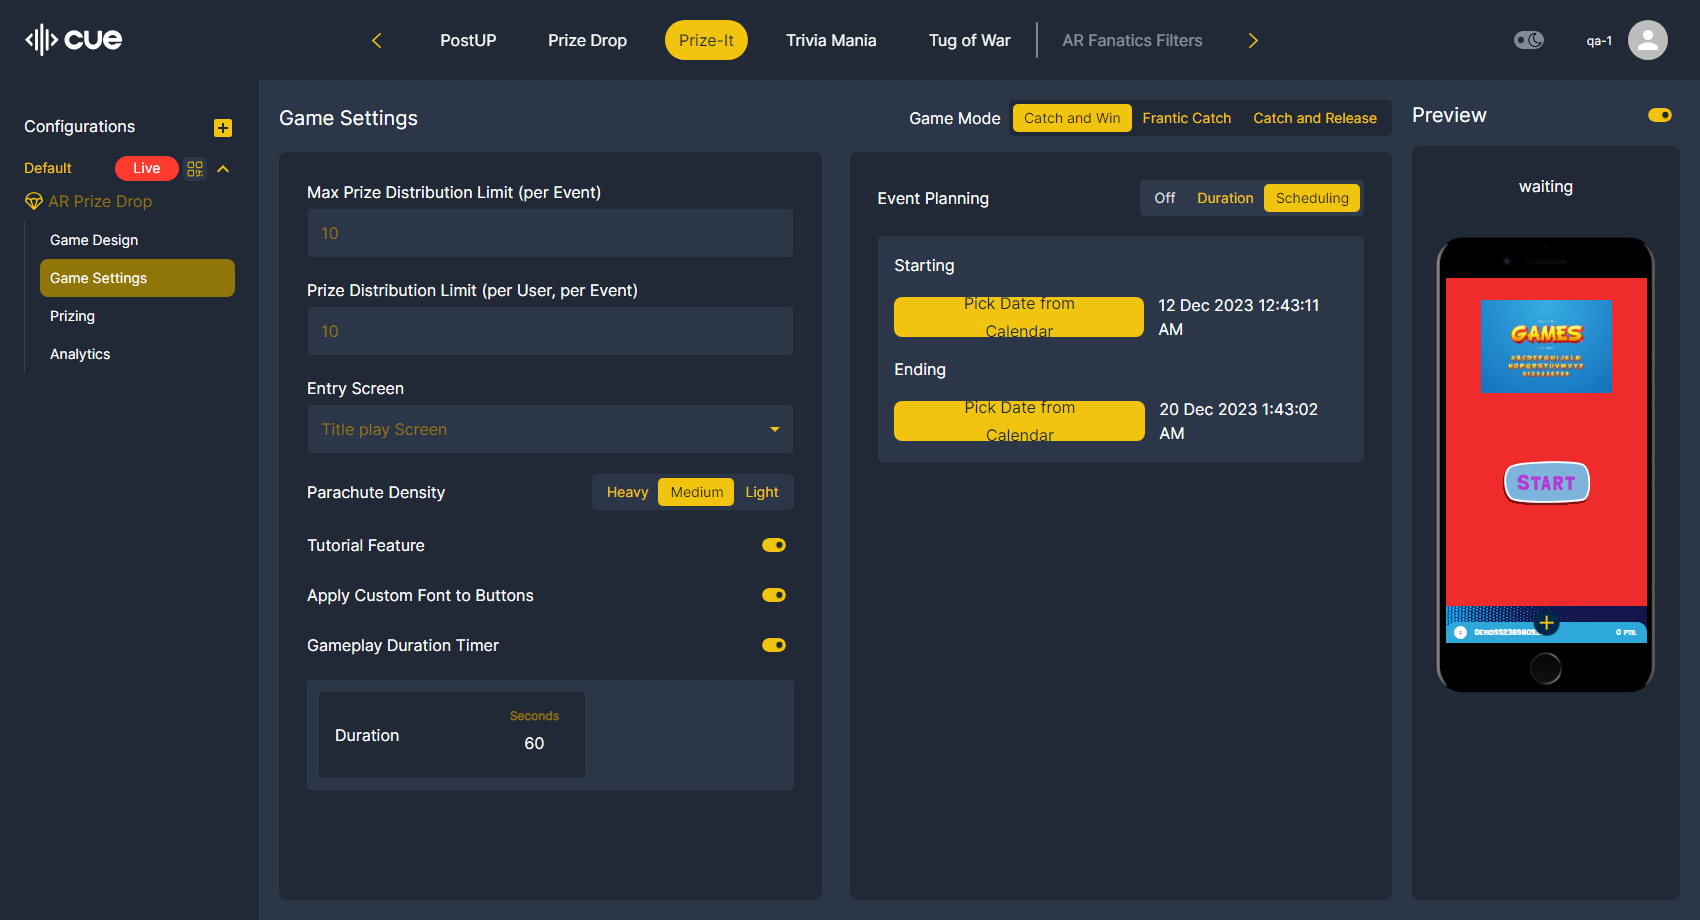 cue
PostUP
Prize Drop
Prize-It
Trivia Mania
Tug of War
AR Fanatics Filters
qa-1
Configurations
Default
Live
AR Prize Drop
Game Design
Game Settings
Prizing
Analytics
Game Settings
Game Mode
Catch and Win
Frantic Catch
Catch and Release
Max Prize Distribution Limit (per Event)
10
Prize Distribution Limit (per User, per Event)
10
Entry Screen
Title play Screen
Parachute Density
Heavy
Medium
Light
Tutorial Feature
Apply Custom Font to Buttons
Gameplay Duration Timer
Duration
Seconds
60
Event Planning
Off
Duration
Scheduling
Starting
Pick Date from
Calendar
12 Dec 2023 12:43:11
AM
Ending
Pick Date from
Calendar
20 Dec 2023 1:43:02
AM
Preview
waiting
GAMES
ABCDEFGHIJKLM
NOPQRSTUVWXYZ
START
0 PTS.